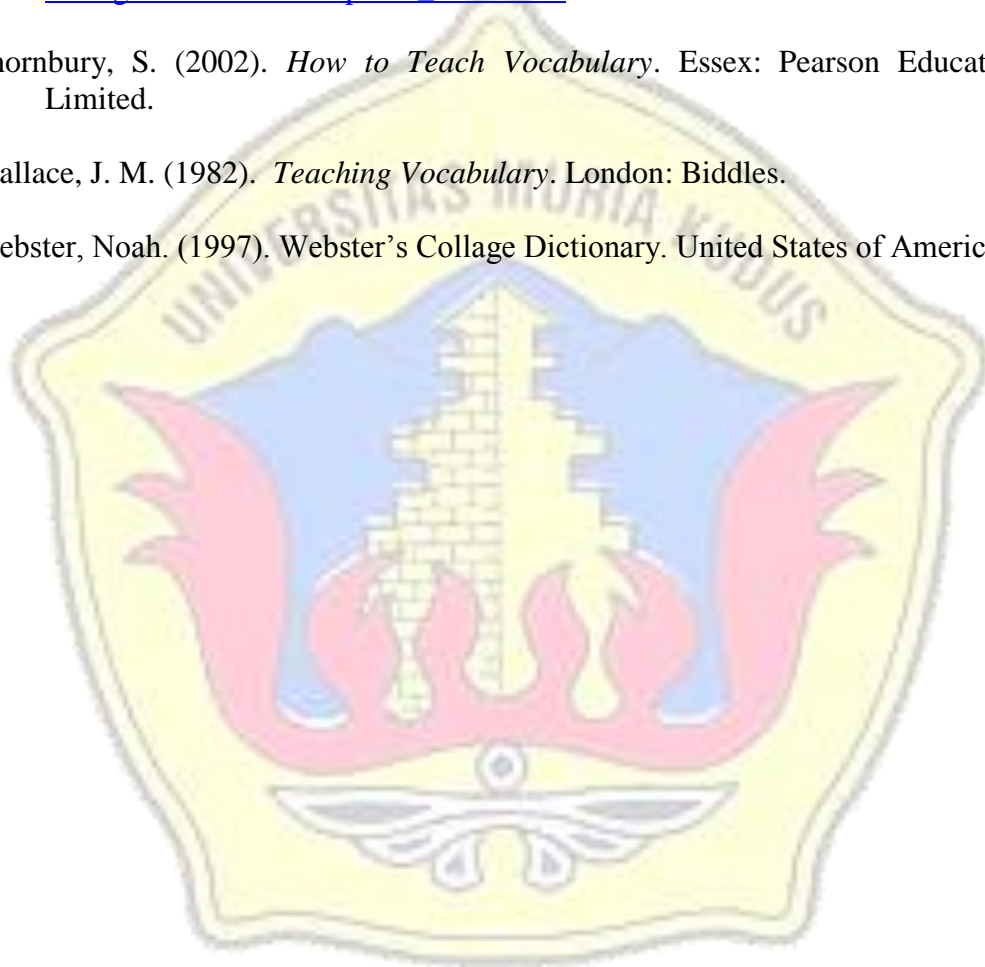 hornbury, S. (2002). How to Teach Vocabulary. Essex: Pearson Educat
Limited.
allace, J. M. (1982). Teaching Vocabulary. London: Biddles.
ebster, Noah. (1997). Webster's Collage Dictionary. United States of Americ
UNIVERSITAS MURIA KUDUS